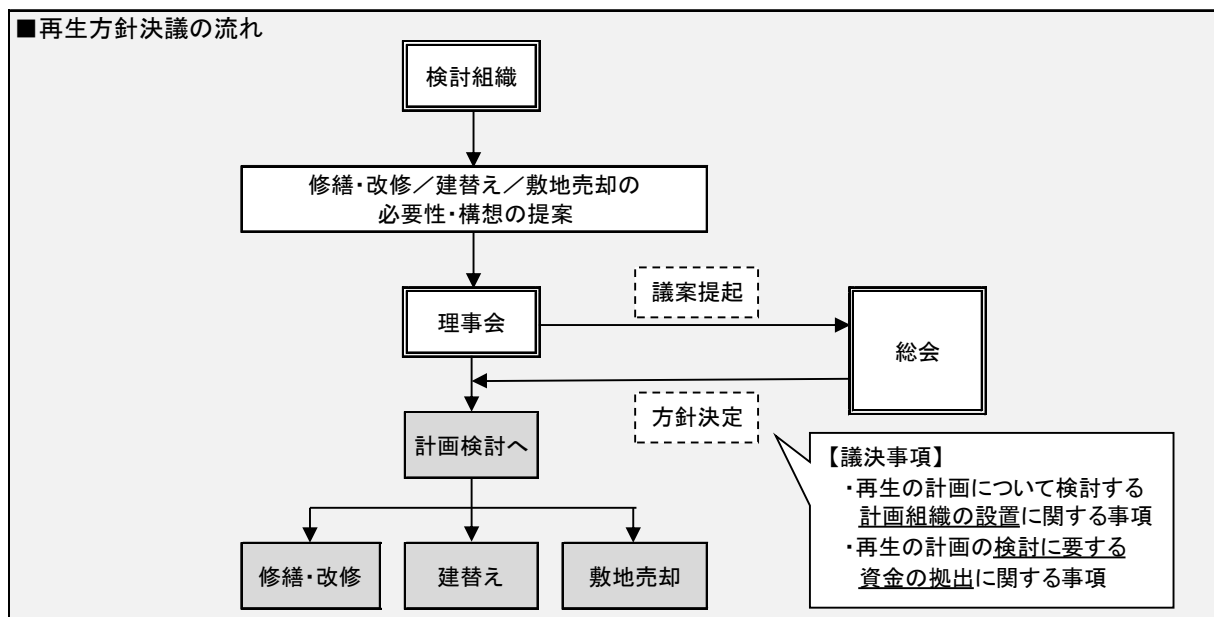 ■再生方針決議の流れ
検討組織
修繕・改修／建替え／敷地売却の
必要性・構想の提案
議案提起
理事会
総会
方針決定
計画検討へ
【議決事項】
・再生の計画について検討する
計画組織の設置に関する事項
・再生の計画の検討に要する
資金の拠出に関する事項
修繕・改修
建替え
敷地売却